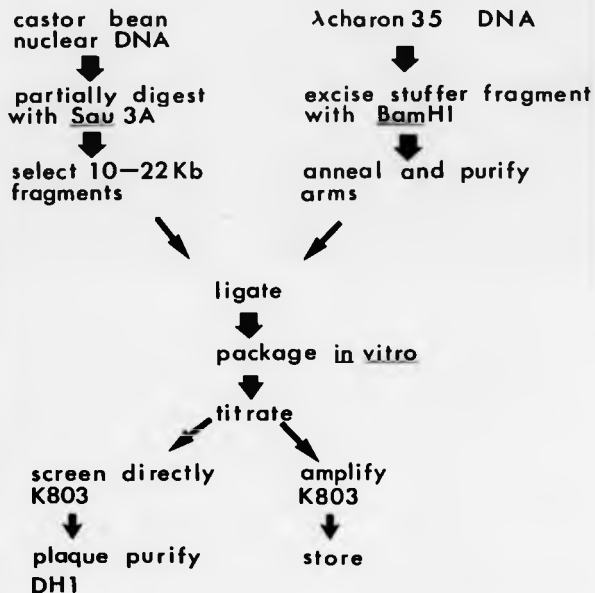 castor bean
nuclear DNA
λcharon 35 DNA
partially digest
with Sau 3A
excise stuffer fragment
with BamHI
select 10—22Kb
fragments
anneal and purify
arms
ligate
package in vitro
titrate
screen directly
K803
amplify
K803
plaque purify
DH1
store